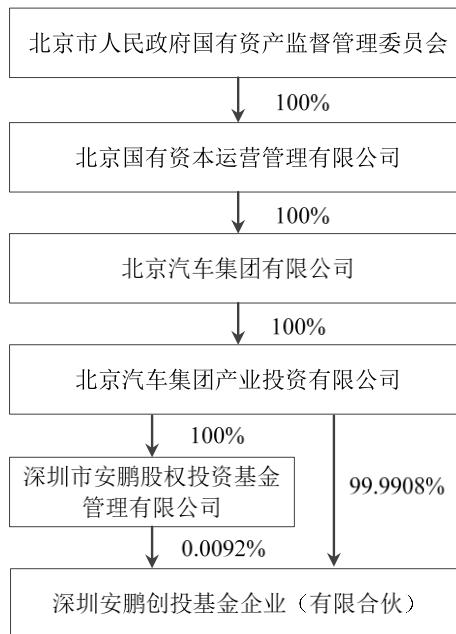 北京市人民政府国有资产监督管理委员会
100%
北京国有资本运营管理有限公司
100%
北京汽车集团有限公司
100%
北京汽车集团产业投资有限公司
100%
深圳市安鹏股权投资基金
管理有限公司
99.9908%
0.0092%
深圳安鹏创投基金企业（有限合伙）